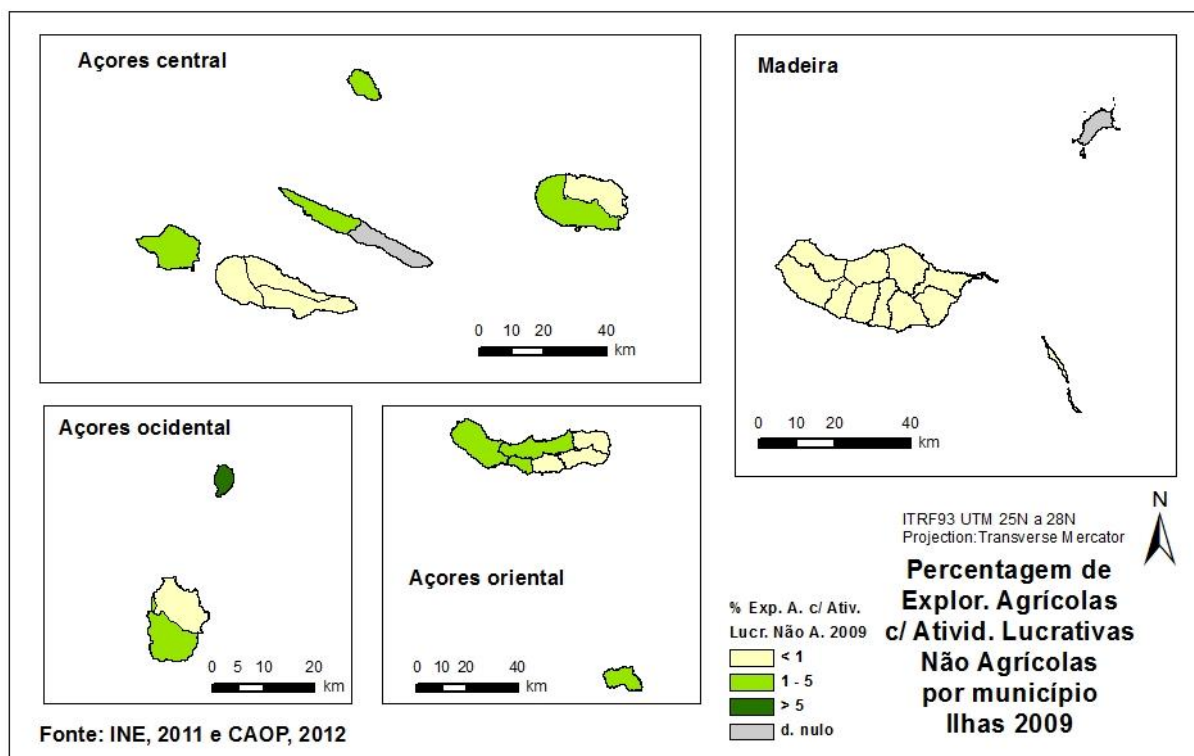 Açores central
0 10 20 40
km
Madeira
0 10 20 40
km
Açores ocidental
0 5 10 20
km
Açores oriental
0 10 20 40
km
N
ITRF93 UTM 25N a 28N
Projection:Transverse Mercator
Percentagem de
Explor. Agrícolas
c/ Ativid. Lucrativas
Não Agrícolas
por município
Ilhas 2009
% Exp. A. c/ Ativ.
Lucr. Não A. 2009
< 1
1 - 5
> 5
d. nulo
Fonte: INE, 2011 e CAOP, 2012